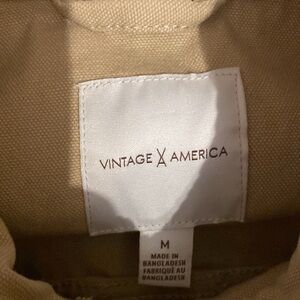 VINTAGE X AMERICA
M
MADE IN
BANGLADESH
FABRIQUÉ AU
BANGLADESH